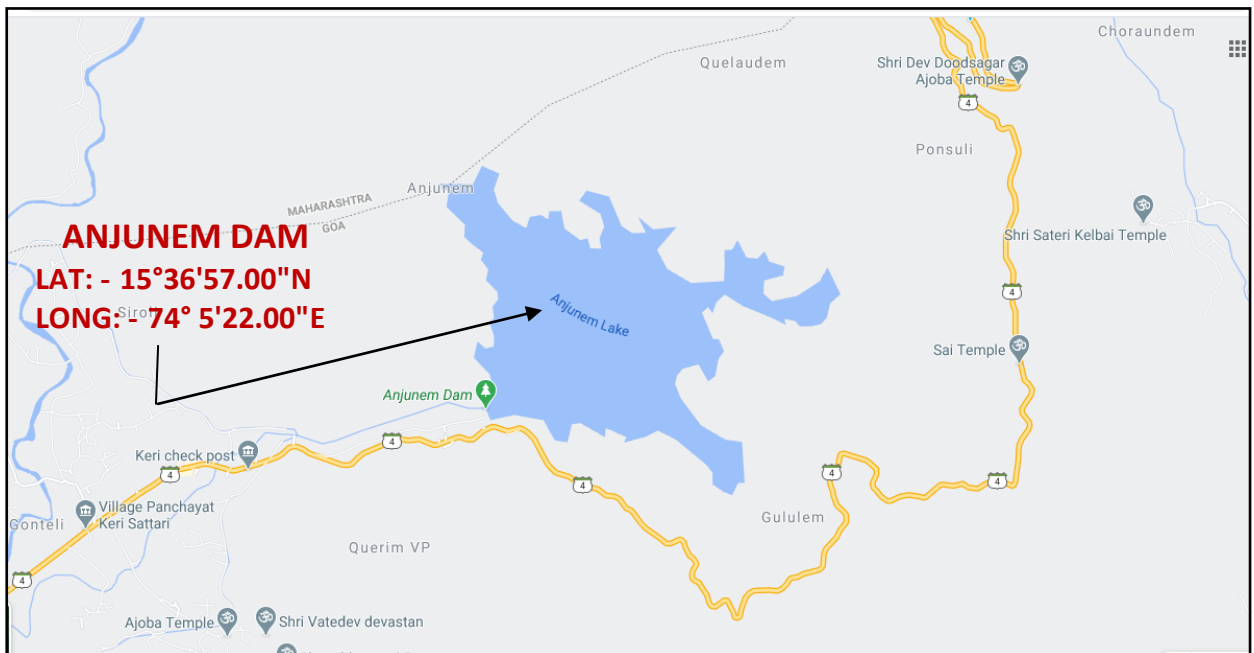 Choraundem
Quelaudem
Shri Dev Doodsagar
Ajoba Temple
4
Ponsuli
Anjunem
MAHARASHTRA
GOA
Shri Sateri Kelbai Temple
ANJUNEM DAM
LAT: - 15°36'57.00"N
LONG: - 74° 5'22.00"E
4
Anjunem Lake
Sai Temple
Anjunem Dam
4
Keri check post
4
4
4
4
Village Panchayat
Keri Sattari
Gonteli
Gululem
Querim VP
4
Ajoba Temple
Shri Vatedev devastan